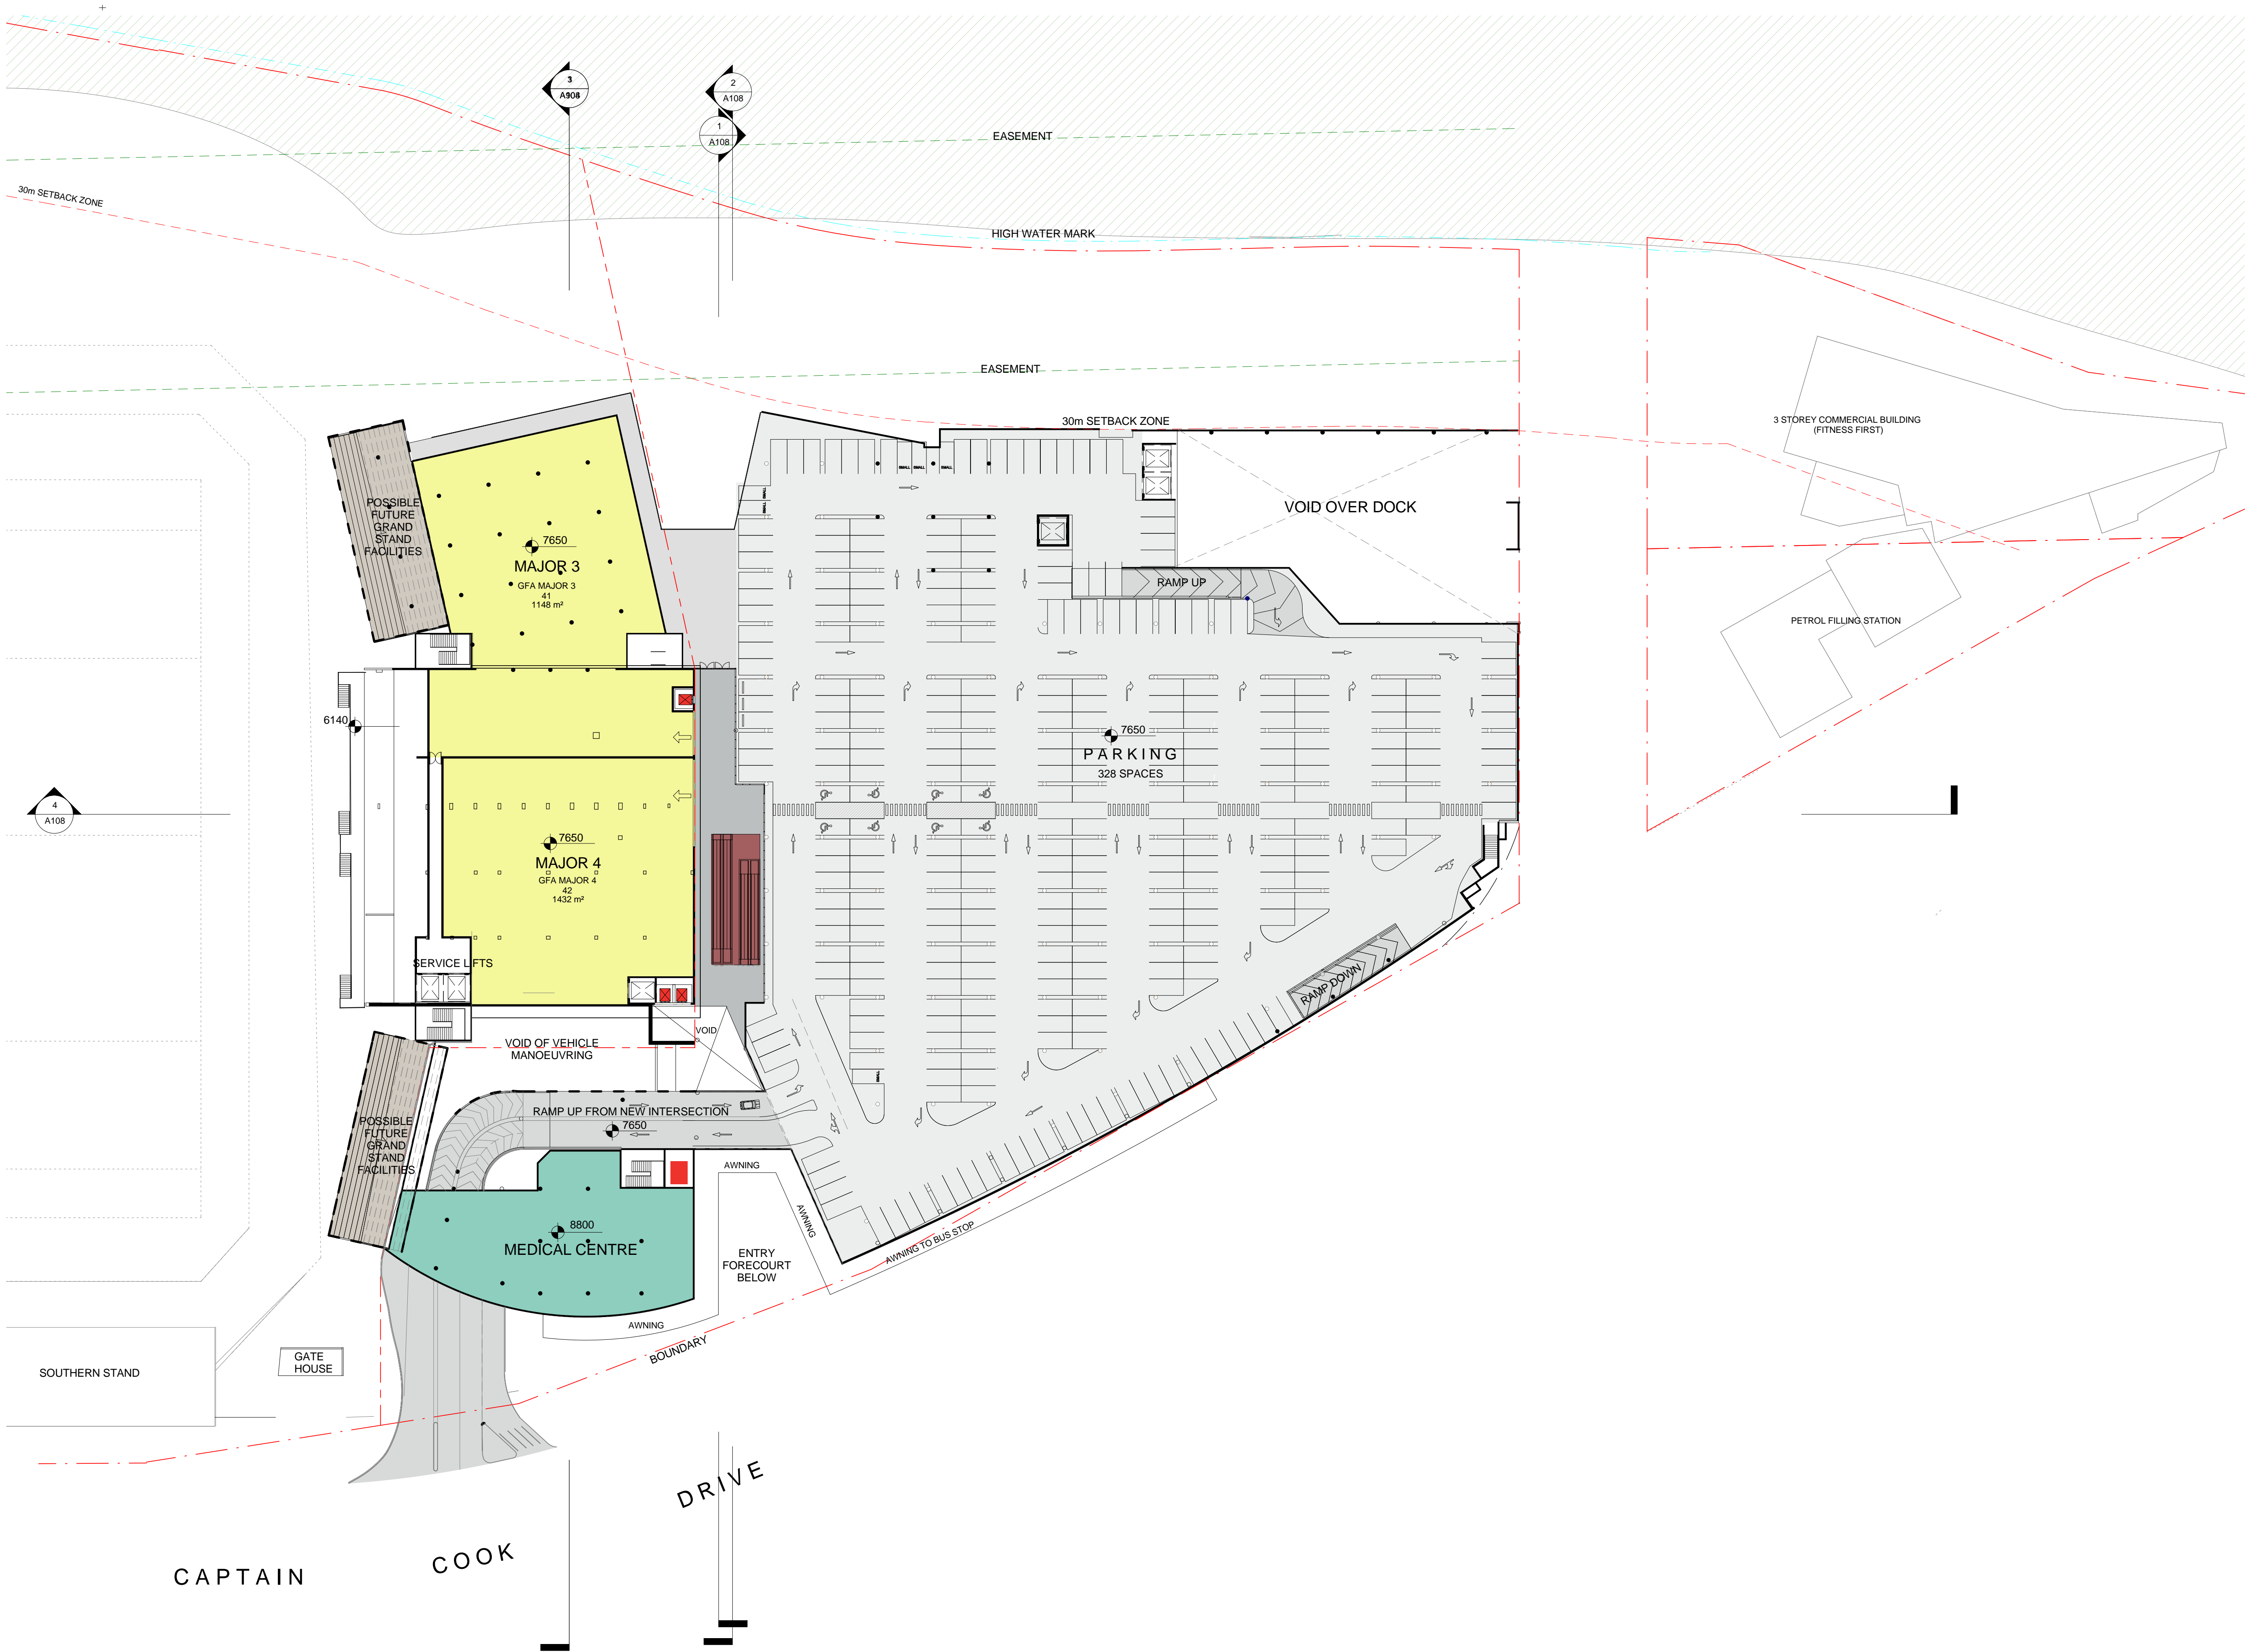 3
2
A108
1
A108
EASEMENT
30m SETBACK ZONE
HIGH WATER MARK
EASEMENT
30m SETBACK ZONE
3 STOREY COMMERCIAL BUILDING
(FITNESS FIRST)
SMALL SMALL SMALL
POSSIBLE
FUTURE
GRAND
STAND
FACILITIES
VOID OVER DOCK
7650
MAJOR 3
GFA MAJOR 3
41
1148 m²
RAMP UP
PETROL FILLING STATION
6140
7650
PARKING
328 SPACES
4
A108
7650
MAJOR 4
GFA MAJOR 4
42
1432 m²
SERVICE LIFTS
RAMP DOWN
VOID
VOID OF VEHICLE
MANOEUVRING
RAMP UP FROM NEW INTERSECTION
7650
POSSIBLE
FUTURE
GRAND
STAND
FACILITIES
AWNING
AWNING
8800
MEDICAL CENTRE
ENTRY
FORECOURT
BELOW
AWNING TO BUS STOP
AWNING
BOUNDARY
GATE
HOUSE
SOUTHERN STAND
CAPTAIN COOK DRIVE